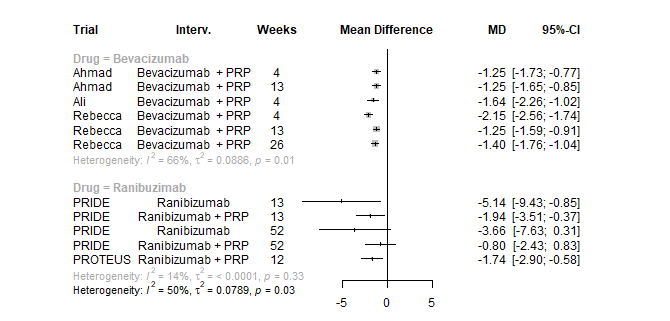 Trial Interv. Weeks Mean Difference MD 95%-CI
Drug = Bevacizumab
Ahmad Bevacizumab + PRP 4 -1.25 [-1.73; -0.77]
Ahmad Bevacizumab + PRP 13 -1.25 [-1.65; -0.85]
Ali Bevacizumab + PRP 4 -1.64 [-2.26; -1.02]
Rebecca Bevacizumab + PRP 4 -2.15 [-2.56; -1.74]
Rebecca Bevacizumab + PRP 13 -1.25 [-1.59; -0.91]
Rebecca Bevacizumab + PRP 26 -1.40 [-1.76; -1.04]
Heterogeneity: I² = 66%, τ² = 0.0886, p = 0.01
Drug = Ranibuzimab
PRIDE Ranibizumab 13 -5.14 [-9.43; -0.85]
PRIDE Ranibizumab + PRP 13 -1.94 [-3.51; -0.37]
PRIDE Ranibizumab 52 -3.66 [-7.63; 0.31]
PRIDE Ranibizumab + PRP 52 -0.80 [-2.43; 0.83]
PROTEUS Ranibizumab + PRP 12 -1.74 [-2.90; -0.58]
Heterogeneity: I² = 14%, τ² = < 0.0001, p = 0.33
Heterogeneity: I² = 50%, τ² = 0.0789, p = 0.03
-5 0 5